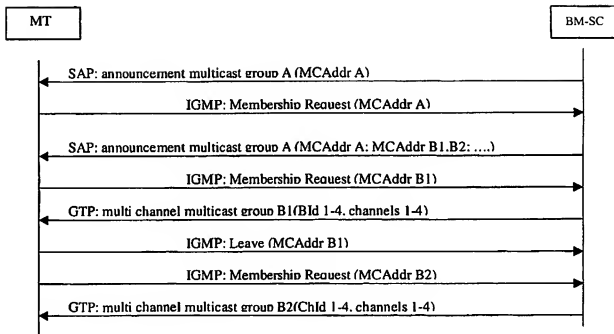 MT
BM-SC
SAP: announcement multicast group A (MCAddr A)
IGMP: Membership Request (MCAddr A)
SAP: announcement multicast group A (MCAddr A; MCAddr B1,B2; ....)
IGMP: Membership Request (MCAddr B1)
GTP: multi channel multicast group B1(BId 1-4, channels 1-4)
IGMP: Leave (MCAddr B1)
IGMP: Membership Request (MCAddr B2)
GTP: multi channel multicast group B2(ChId 1-4, channels 1-4)